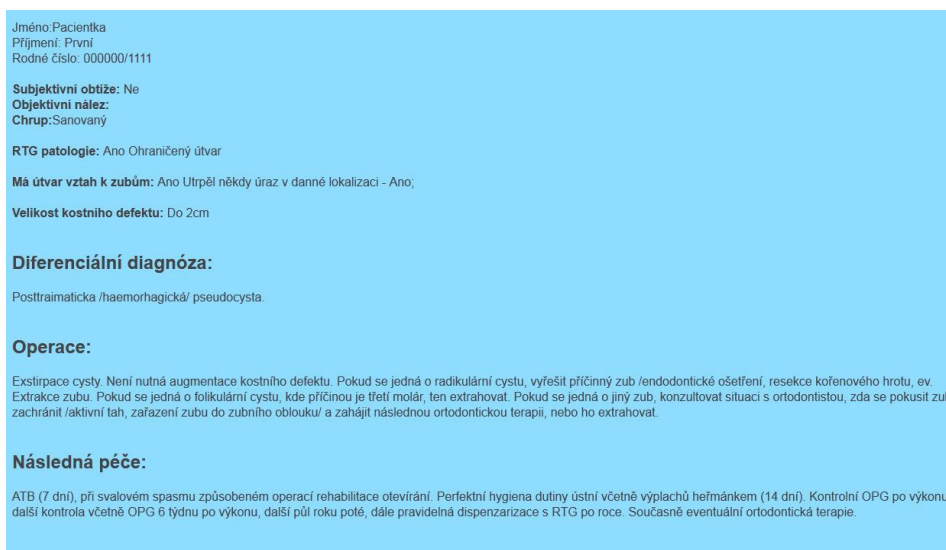 Jméno:Pacientka
Příjmení: První
Rodné číslo: 000000/1111
Subjektivní obtíže: Ne
Objektivní nález:
Chrup:Sanovaný
RTG patologie: Ano Ohraničený útvar
Má útvar vztah k zubům: Ano Utrpěl někdy úraz v danné lokalizaci - Ano;
Velikost kostního defektu: Do 2cm
Diferenciální diagnóza:
Posttraimaticka /haemorhagická/ pseudocysta.
Operace:
Exstirpace cysty. Není nutná augmentace kostního defektu. Pokud se jedná o radikulární cystu, vyřešit příčinný zub /endodontické ošetření, resekce kořenového hrotu, ev.
Extrakce zubu. Pokud se jedná o folikulární cystu, kde příčinou je třetí molár, ten extrahovat. Pokud se jedná o jiný zub, konzultovat situaci s ortodontistou, zda se pokusit
zachránit /aktivní tah, zařazení zubu do zubního oblouku/ a zahájit následnou ortodontickou terapii, nebo ho extrahovat.
Následná péče:
ATB (7 dní), při svalovém spasmu způsobeném operací rehabilitace otevírání. Perfektní hygiena dutiny ústní včetně výplachů heřmánkem (14 dní). Kontrolní OPG po výkonu
další kontrola včetně OPG 6 týdnu po výkonu, další půl roku poté, dále pravidelná dispenzarizace s RTG po roce. Současně eventuální ortodontická terapie.